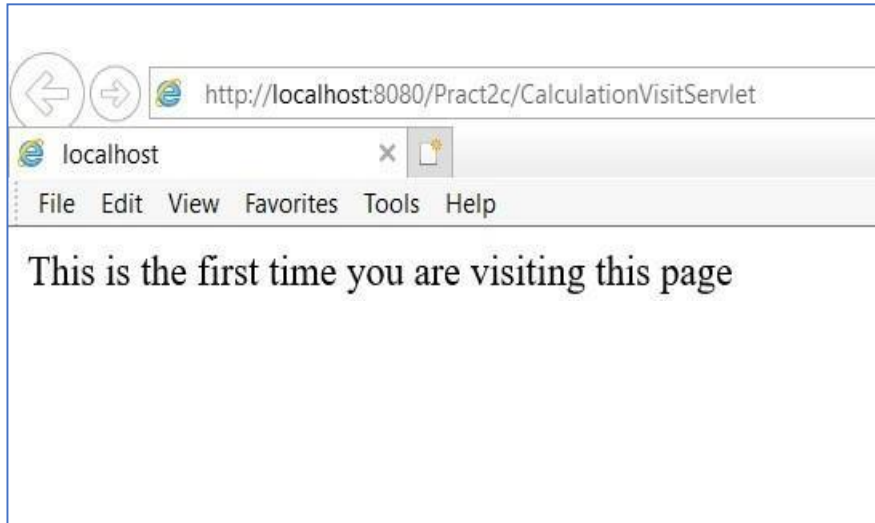 http://localhost:8080/Pract2c/CalculationVisitServlet
localhost
File Edit View Favorites Tools Help
This is the first time you are visiting this page